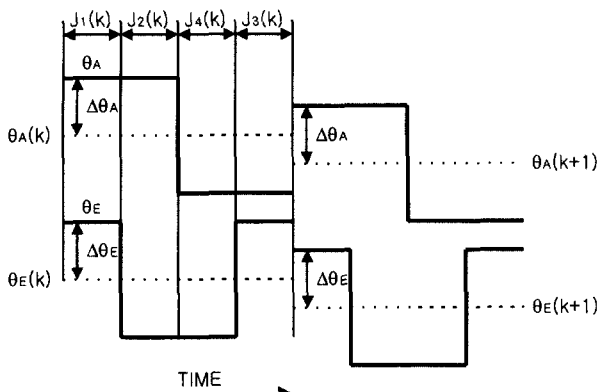 J1(k) J2(k) J4(k) J3(k)
θA
ΔθA
θA(k)
ΔθA
θA(k+1)
θE
ΔθE
θE(k)
ΔθE
θE(k+1)
TIME